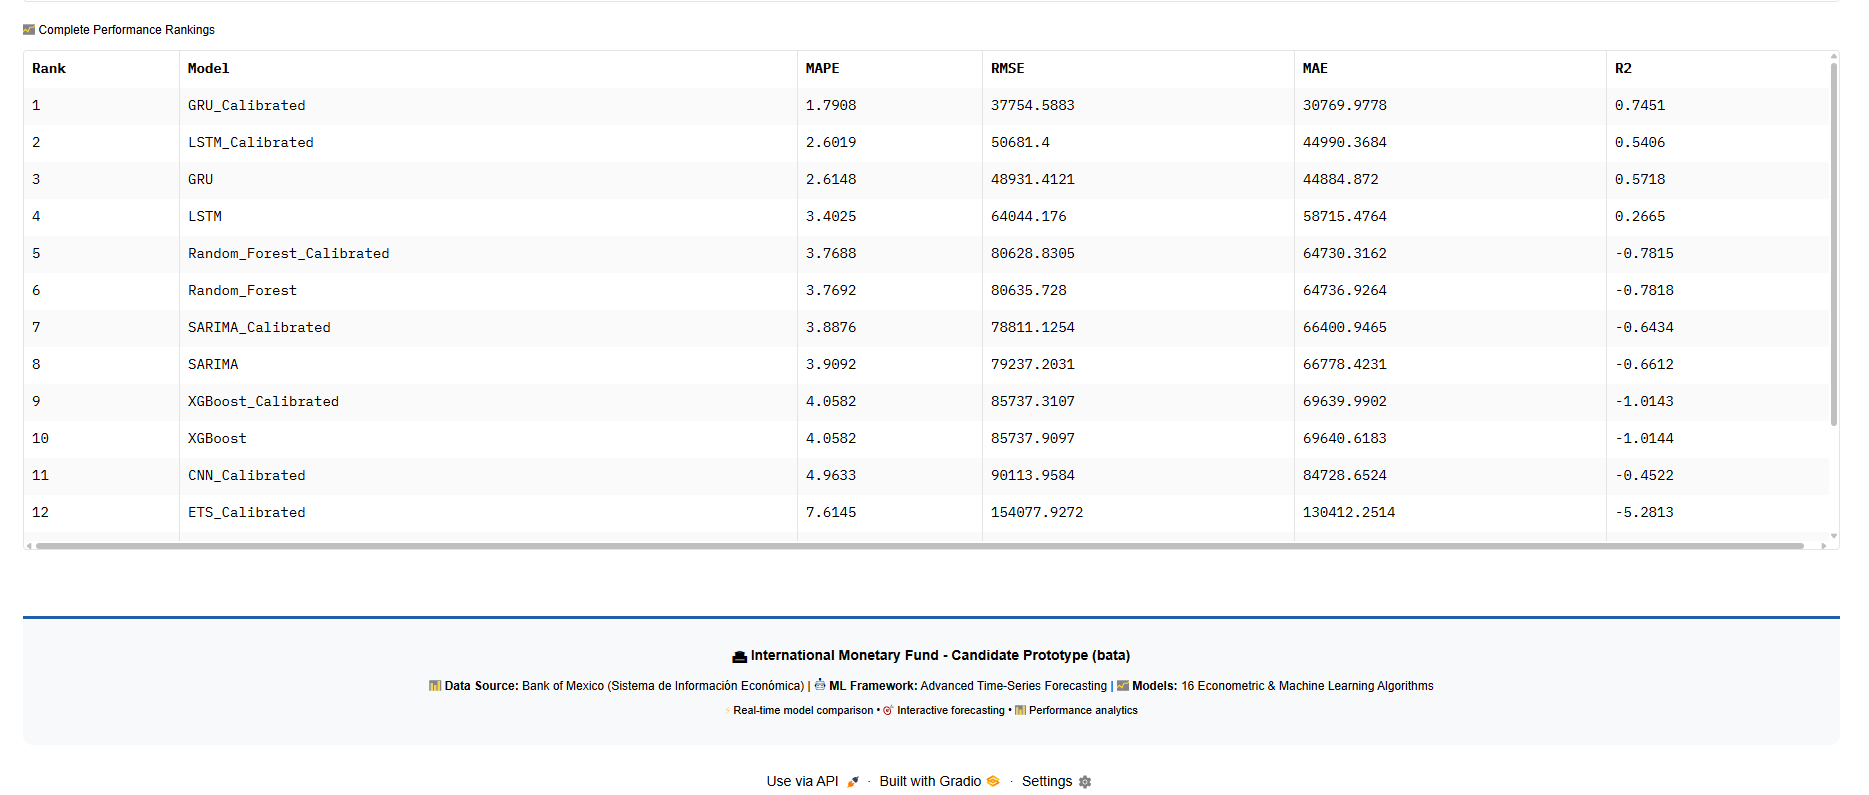 Complete Performance Rankings
Rank Model MAPE RMSE MAE R2
1 GRU_Calibrated 1.7908 37754.5883 30769.9778 0.7451
2 LSTM_Calibrated 2.6019 50681.4 44990.3684 0.5406
3 GRU 2.6148 48931.4121 44884.872 0.5718
4 LSTM 3.4025 64044.176 58715.4764 0.2665
5 Random_Forest_Calibrated 3.7688 80628.8305 64730.3162 -0.7815
6 Random_Forest 3.7692 80635.728 64736.9264 -0.7818
7 SARIMA_Calibrated 3.8876 78811.1254 66400.9465 -0.6434
8 SARIMA 3.9092 79237.2031 66778.4231 -0.6612
9 XGBoost_Calibrated 4.0582 85737.3107 69639.9902 -1.0143
10 XGBoost 4.0582 85737.9097 69640.6183 -1.0144
11 CNN_Calibrated 4.9633 90113.9584 84728.6524 -0.4522
12 ETS_Calibrated 7.6145 154077.9272 130412.2514 -5.2813
International Monetary Fund - Candidate Prototype (bata)
Data Source: Bank of Mexico (Sistema de Información Económica) | ML Framework: Advanced Time-Series Forecasting | Models: 16 Econometric & Machine Learning Algorithms
Real-time model comparison • Interactive forecasting • Performance analytics
Use via API · Built with Gradio · Settings